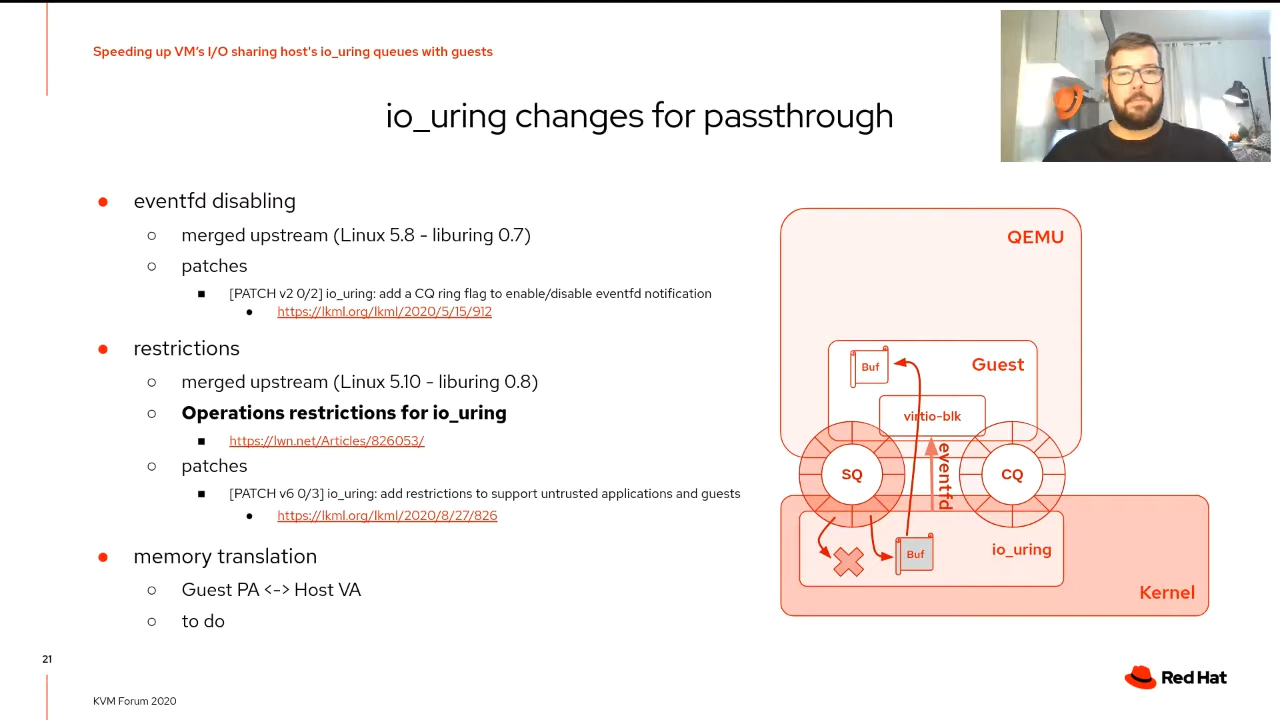 Speeding up VM's I/O sharing host's io_uring queues with guests
io_uring changes for passthrough
eventfd disabling
merged upstream (Linux 5.8 - liburing 0.7)
patches
[PATCH v2 0/2] io_uring: add a CQ ring flag to enable/disable eventfd notification
https://lkml.org/lkml/2020/5/15/912
restrictions
merged upstream (Linux 5.10 - liburing 0.8)
Operations restrictions for io_uring
https://lwn.net/Articles/826053/
patches
[PATCH v6 0/3] io_uring: add restrictions to support untrusted applications and guests
https://lkml.org/lkml/2020/8/27/826
memory translation
Guest PA <-> Host VA
to do
QEMU
Buf
Guest
virtio-blk
SQ
eventfd
CQ
Buf
io_uring
Kernel
21
Red Hat
KVM Forum 2020